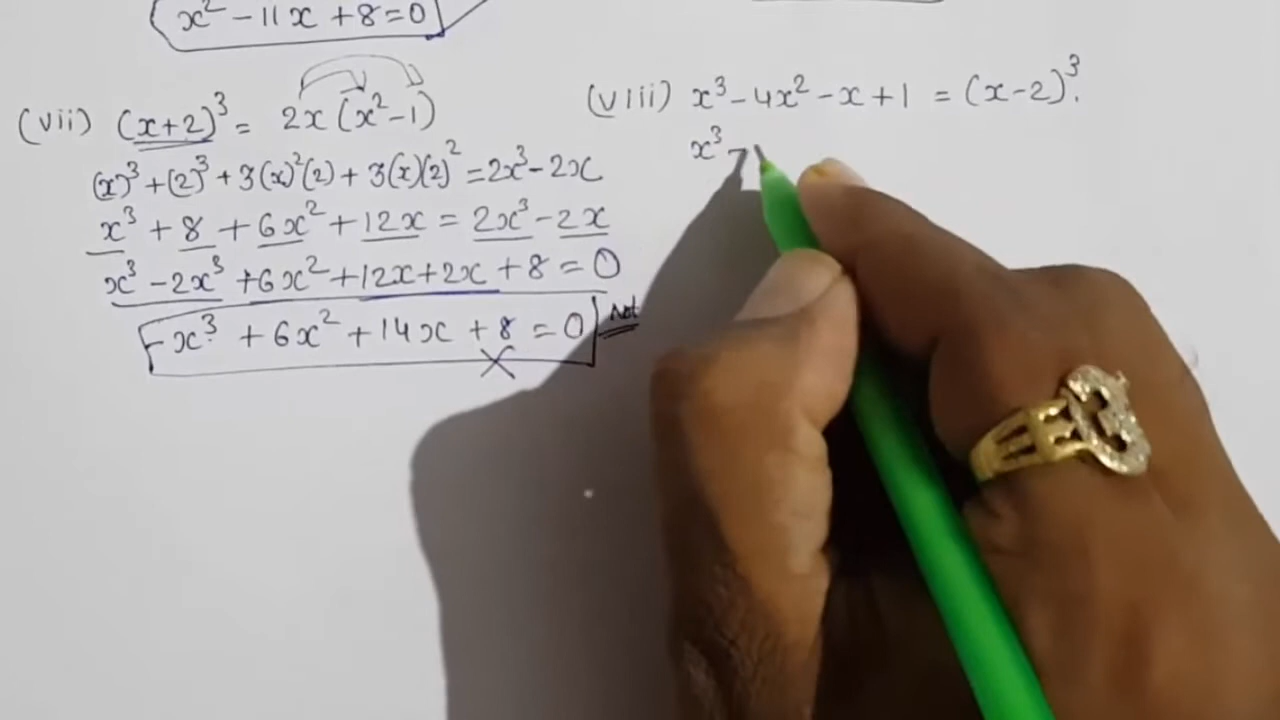 x² - 11x + 8 = 0
(vii) (x+2)³ = 2x (x² - 1)
(x)³ + (2)³ + 3(x)²(2) + 3(x)(2)² = 2x³ - 2x
x³ + 8 + 6x² + 12x = 2x³ - 2x
x³ - 2x³ + 6x² + 12x + 2x + 8 = 0
- x³ + 6x² + 14x + 8 = 0 Not
(viii) x³ - 4x² - x + 1 = (x-2)³.
x³ -